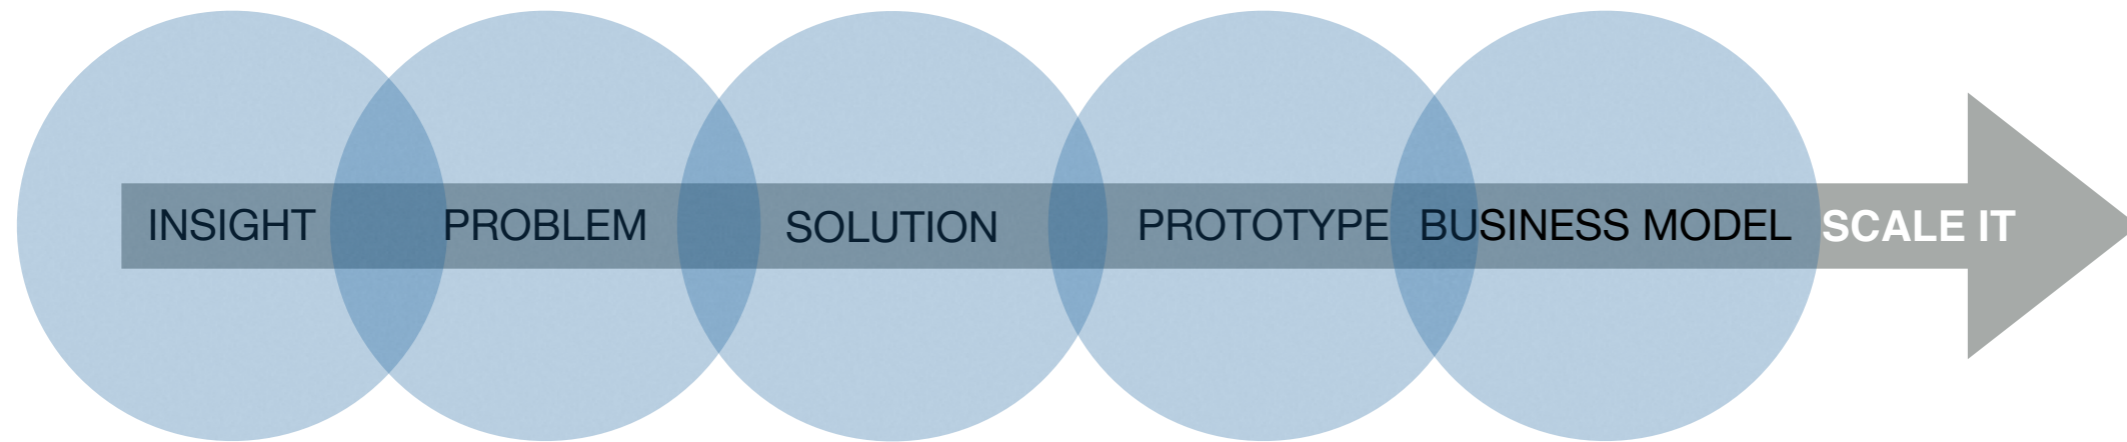 INSIGHT PROBLEM SOLUTION PROTOTYPE BUSINESS MODEL SCALE IT